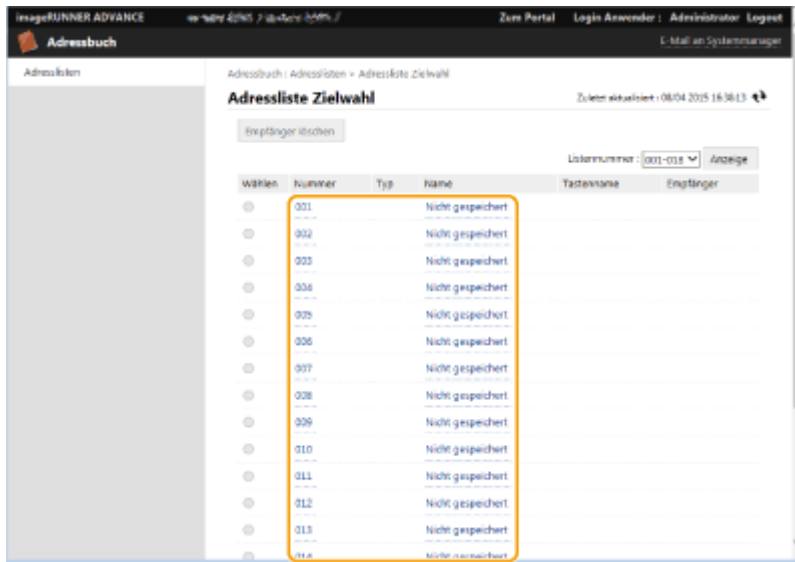 imageRUNNER ADVANCE Zum Portal Login Anwender : Administrator Logout
Adressbuch E-Mail an Systemmanager
Adresslisten
Adressbuch : Adresslisten > Adressliste Zielwahl
Adressliste Zielwahl Zuletzt aktualisiert : 08/04 2015 16:38:13
Empfänger löschen
Listennummer : 001-018 Anzeige
Wählen Nummer Typ Name Tastenname Empfänger
001 Nicht gespeichert
002 Nicht gespeichert
003 Nicht gespeichert
004 Nicht gespeichert
005 Nicht gespeichert
006 Nicht gespeichert
007 Nicht gespeichert
008 Nicht gespeichert
009 Nicht gespeichert
010 Nicht gespeichert
011 Nicht gespeichert
012 Nicht gespeichert
013 Nicht gespeichert
014 Nicht gespeichert